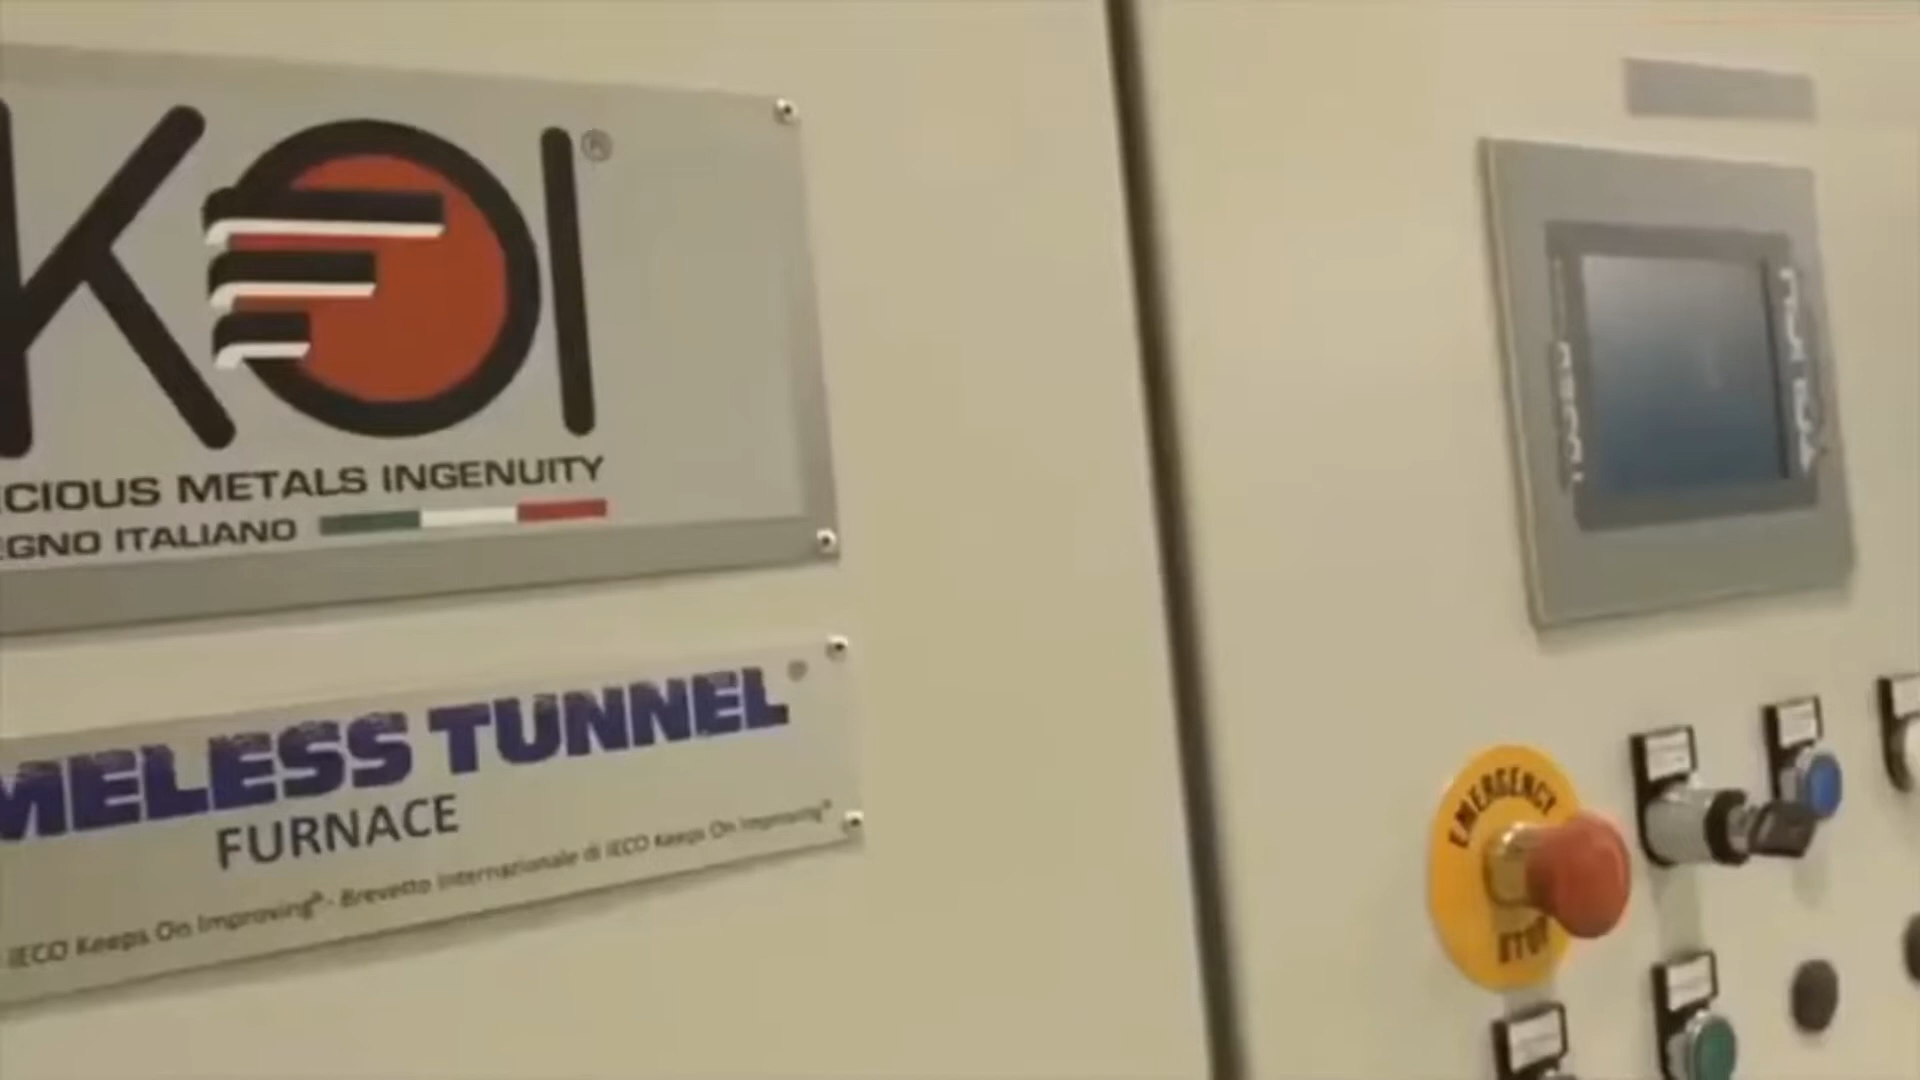 KOI®
CIOUS METALS INGENUITY
EGNO ITALIANO
MELESS TUNNEL®
FURNACE
IECO Keeps On Improving® - Brevetto Internazionale di IECO Keeps On Improving®
EMERGENCY
STOP